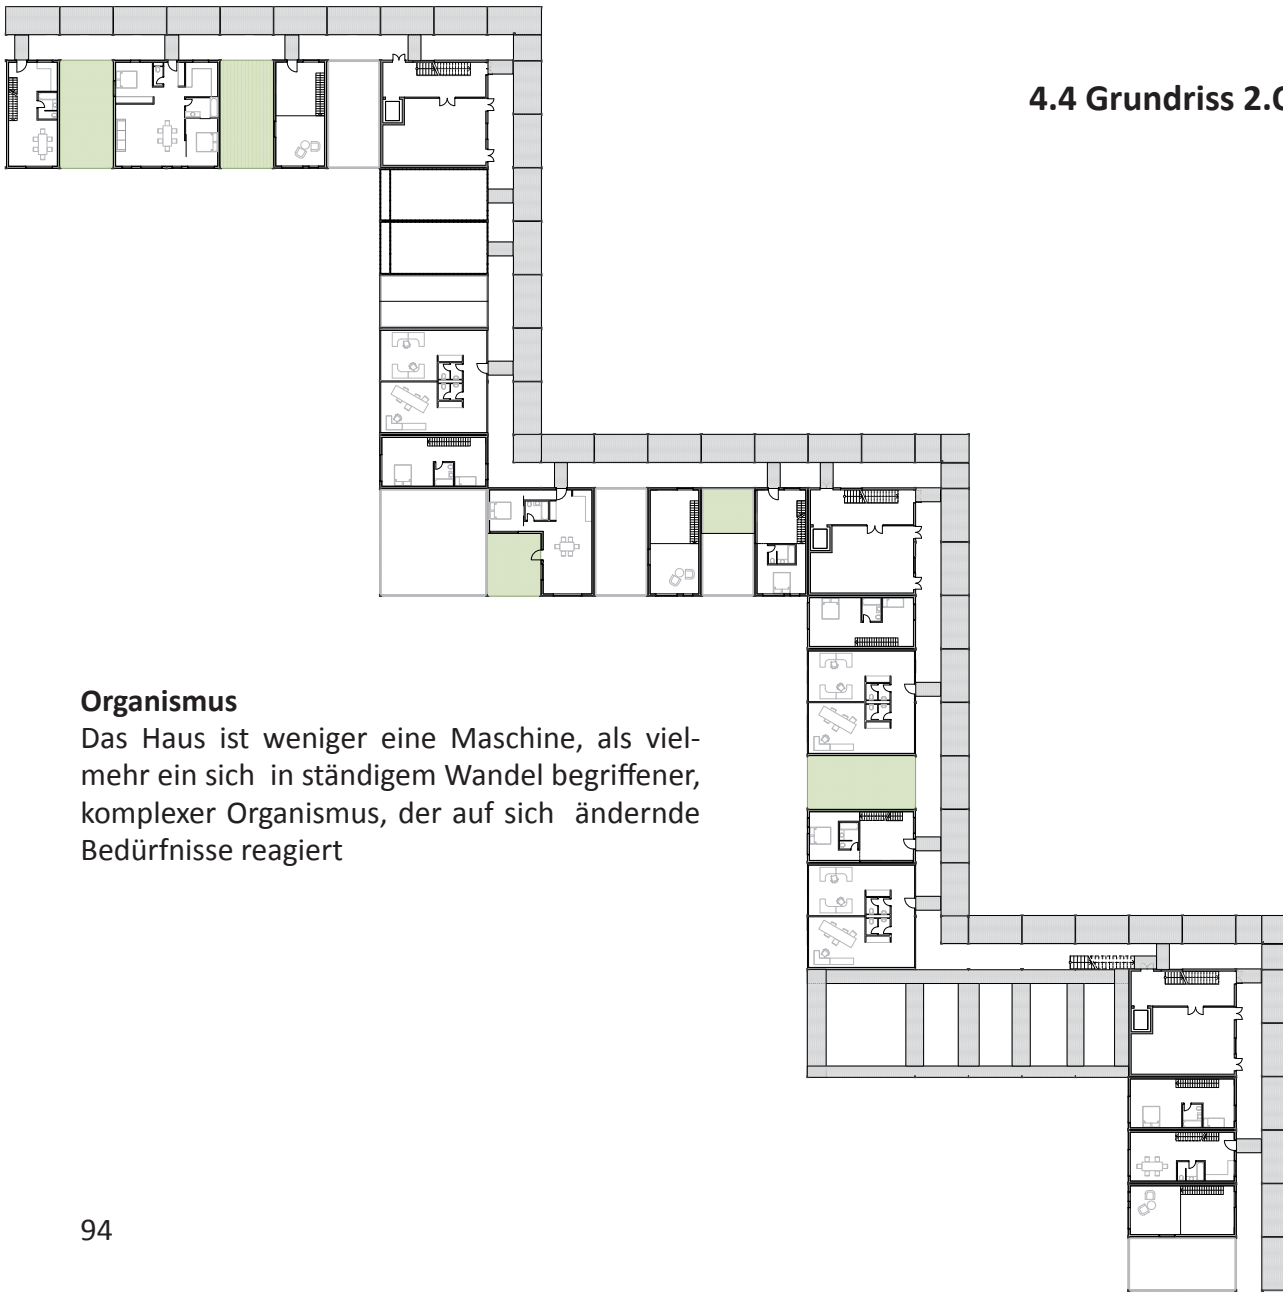 4.4 Grundriss 2.
Organismus
Das Haus ist weniger eine Maschine, als viel-
mehr ein sich in ständigem Wandel begriffener,
komplexer Organismus, der auf sich ändernde
Bedürfnisse reagiert
94